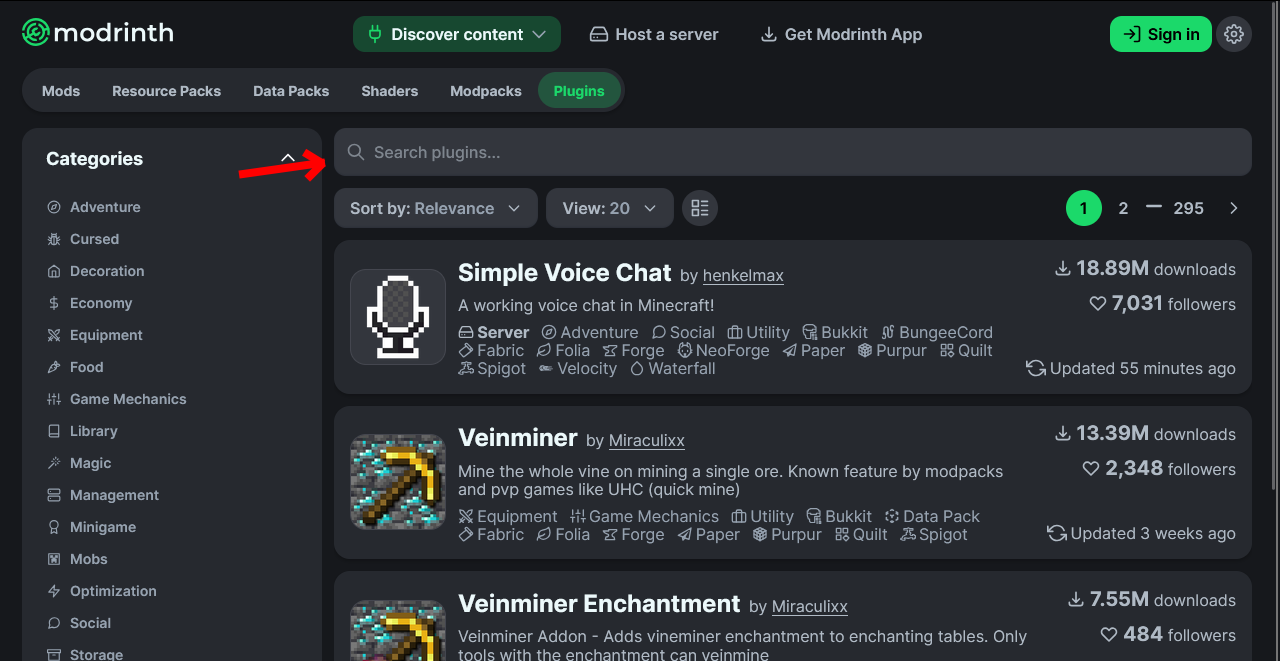 modrinth
Discover content
Host a server
Get Modrinth App
Sign in
Mods
Resource Packs
Data Packs
Shaders
Modpacks
Plugins
Categories
Adventure
Cursed
Decoration
Economy
Equipment
Food
Game Mechanics
Library
Magic
Management
Minigame
Mobs
Optimization
Social
Storage
Search plugins...
Sort by: Relevance
View: 20
1 2 — 295
Simple Voice Chat by henkelmax
A working voice chat in Minecraft!
Server Adventure Social Utility Bukkit BungeeCord
Fabric Folia Forge NeoForge Paper Purpur Quilt
Spigot Velocity Waterfall
18.89M downloads
7,031 followers
Updated 55 minutes ago
Veinminer by Miraculixx
Mine the whole vine on mining a single ore. Known feature by modpacks
and pvp games like UHC (quick mine)
Equipment Game Mechanics Utility Bukkit Data Pack
Fabric Folia Forge Paper Purpur Quilt Spigot
13.39M downloads
2,348 followers
Updated 3 weeks ago
Veinminer Enchantment by Miraculixx
Veinminer Addon - Adds vineminer enchantment to enchanting tables. Only
tools with the enchantment can veinmine
7.55M downloads
484 followers